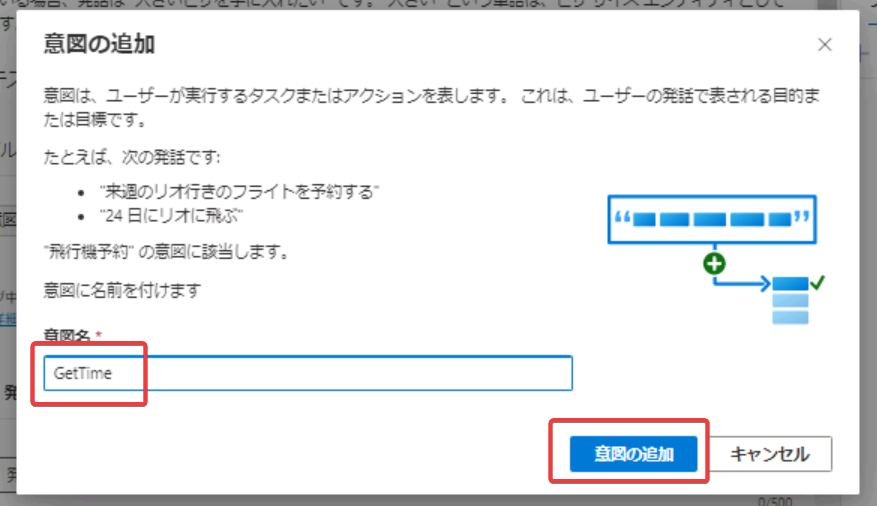 意図の追加
意図は、ユーザーが実行するタスクまたはアクションを表します。 これは、ユーザーの発話で表される目的ま
たは目標です。
たとえば、次の発話です:
• "来週のリオ行きのフライトを予約する"
• "24 日にリオに飛ぶ"
"飛行機予約" の意図に該当します。
意図に名前を付けます
意図名 *
GetTime
意図の追加
キャンセル
0/500